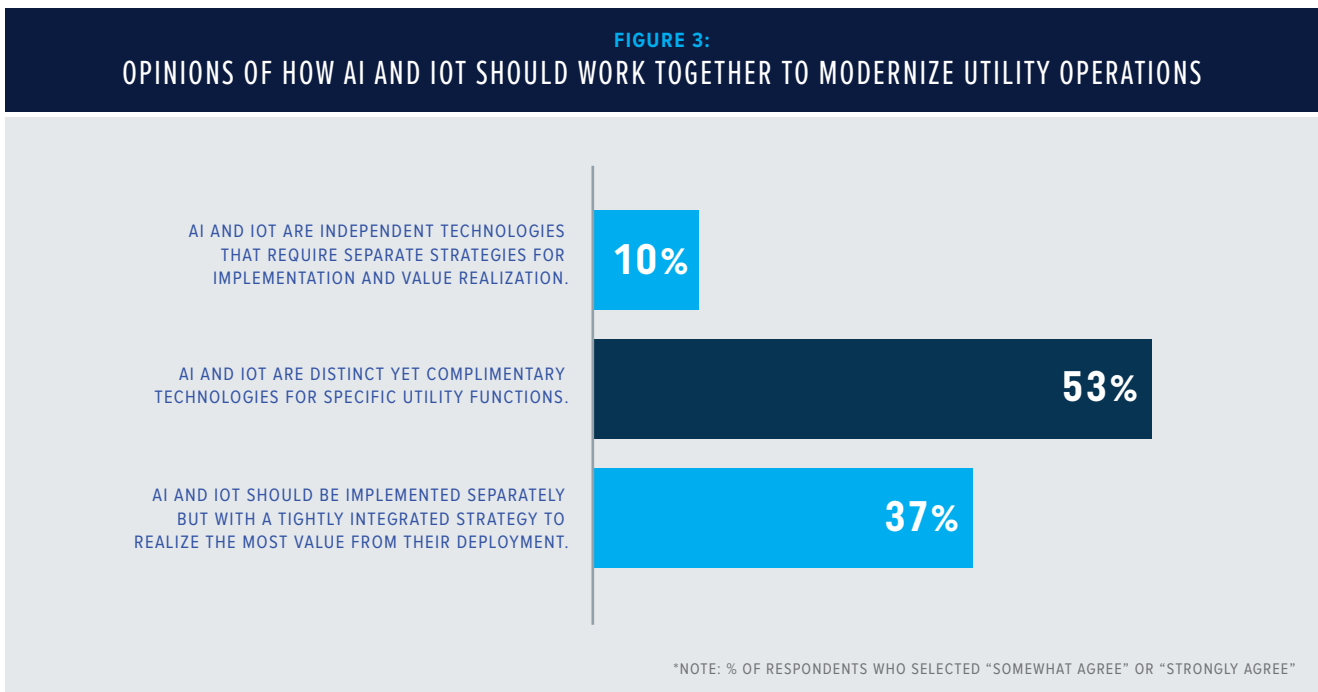 FIGURE 3:
OPINIONS OF HOW AI AND IOT SHOULD WORK TOGETHER TO MODERNIZE UTILITY OPERATIONS
AI AND IOT ARE INDEPENDENT TECHNOLOGIES
THAT REQUIRE SEPARATE STRATEGIES FOR
IMPLEMENTATION AND VALUE REALIZATION.
10%
AI AND IOT ARE DISTINCT YET COMPLIMENTARY
TECHNOLOGIES FOR SPECIFIC UTILITY FUNCTIONS.
53%
AI AND IOT SHOULD BE IMPLEMENTED SEPARATELY
BUT WITH A TIGHTLY INTEGRATED STRATEGY TO
REALIZE THE MOST VALUE FROM THEIR DEPLOYMENT.
37%
*NOTE: % OF RESPONDENTS WHO SELECTED “SOMEWHAT AGREE” OR “STRONGLY AGREE”